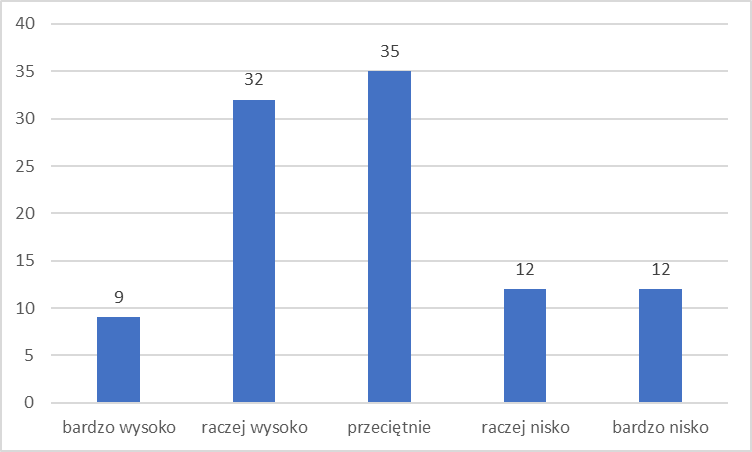 40
35
30
25
20
15
10
5
0
9
32
35
12
12
bardzo wysoko
raczej wysoko
przeciętnie
raczej nisko
bardzo nisko